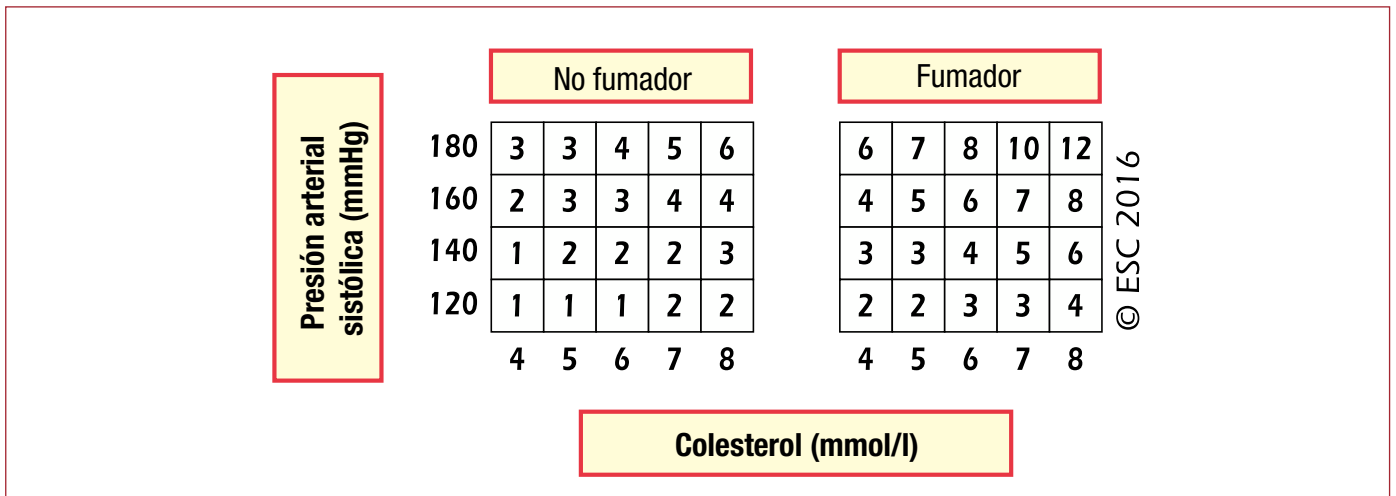 No fumador
Fumador
Presión arterial
sistólica (mmHg)
180 3 3 4 5 6 6 7 8 10 12
160 2 3 3 4 4 4 5 6 7 8
140 1 2 2 2 3 3 3 4 5 6
120 1 1 1 2 2 2 2 3 3 4
4 5 6 7 8 4 5 6 7 8
© ESC 2016
Colesterol (mmol/l)